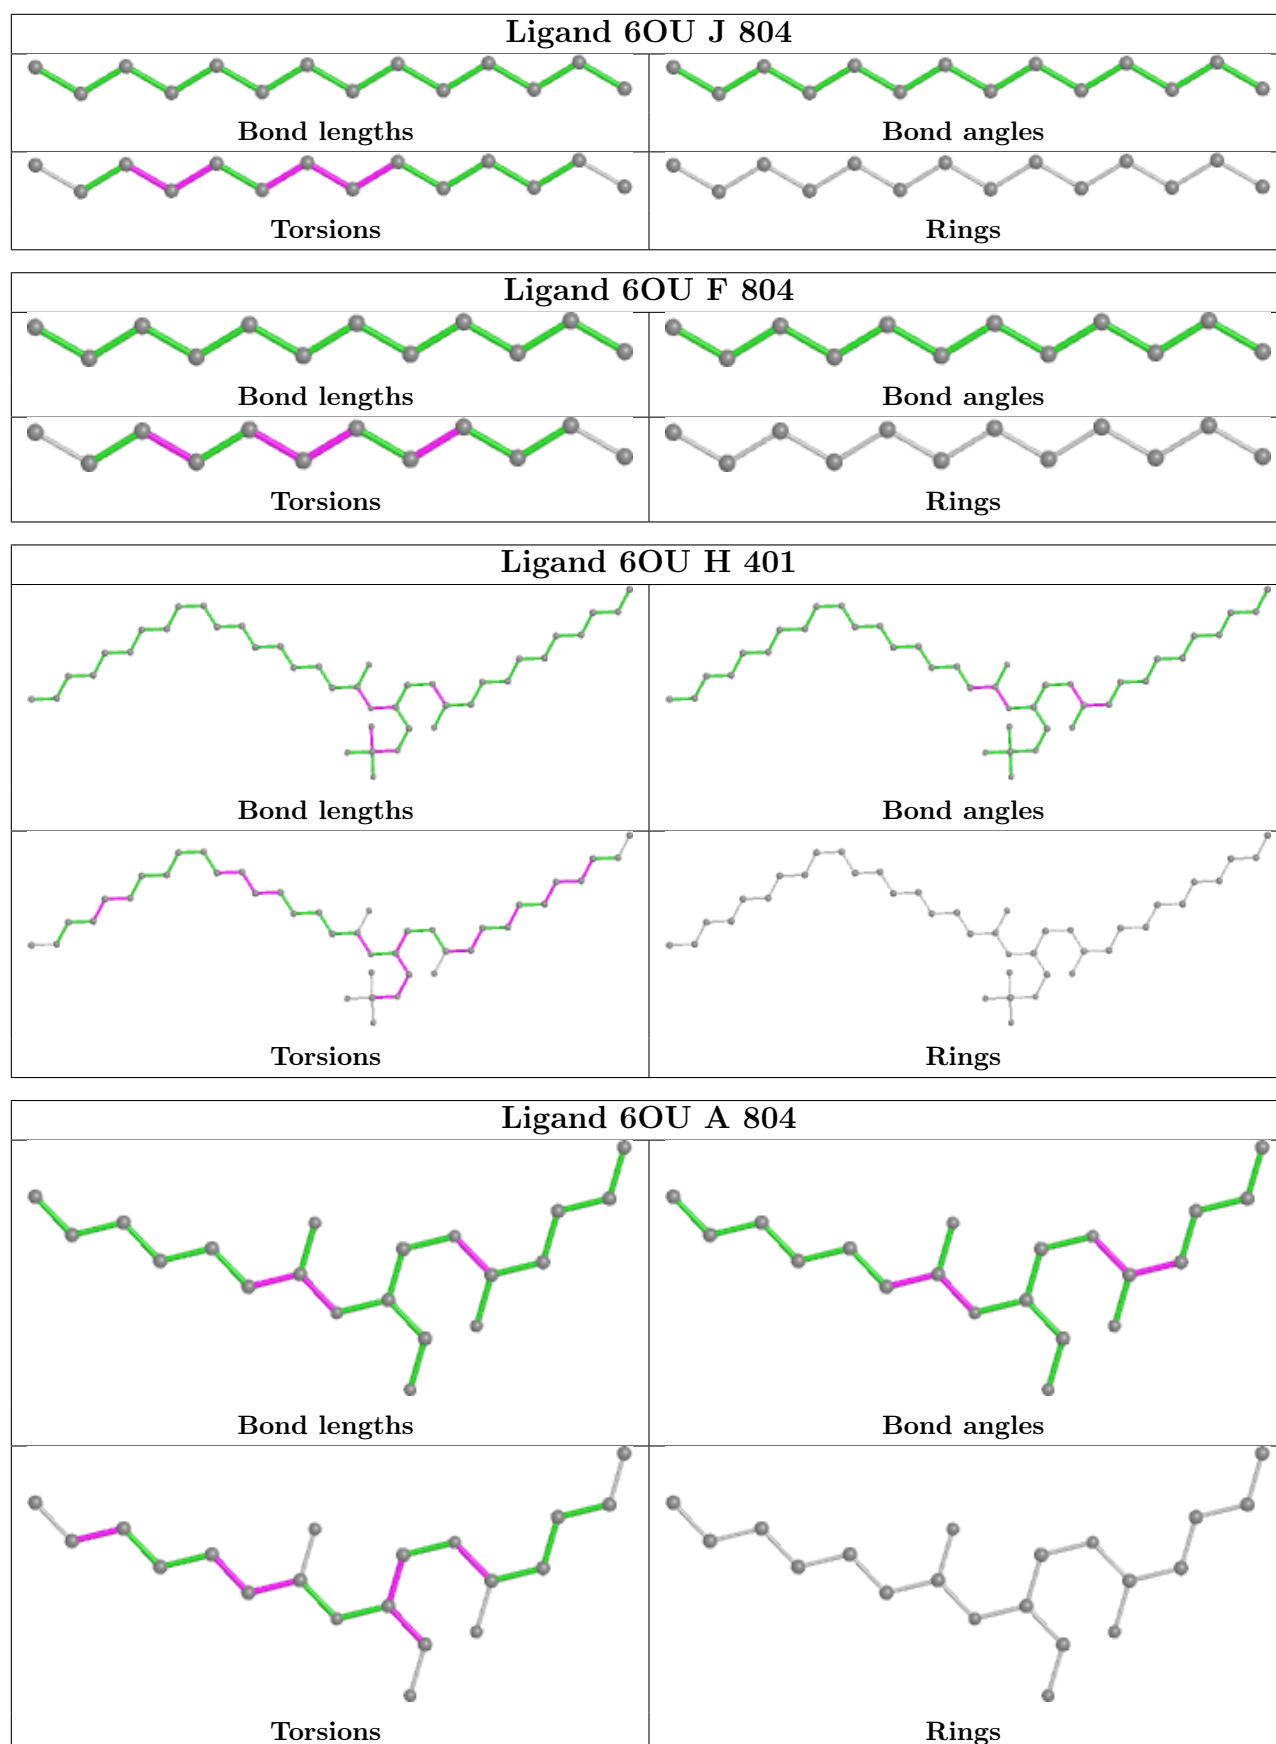 Ligand 6OU J 804
Bond lengths
Bond angles
Torsions
Rings
Ligand 6OU F 804
Bond lengths
Bond angles
Torsions
Rings
Ligand 6OU H 401
Bond lengths
Bond angles
Torsions
Rings
Ligand 6OU A 804
Bond lengths
Bond angles
Torsions
Rings